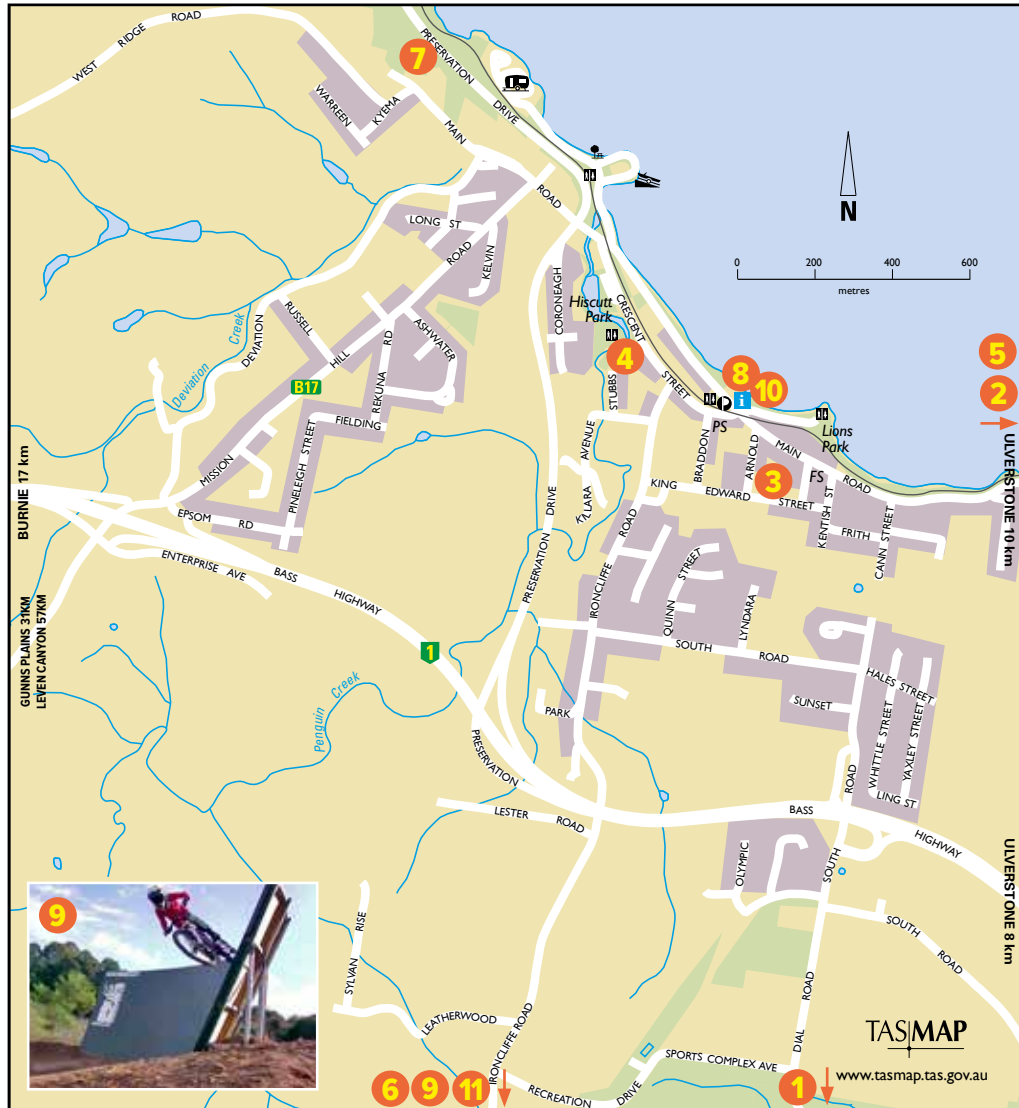 WEST RIDGE ROAD
7
PRESERVATION
DRIVE
WARREEN
KYEMA
MAIN
ROAD
LONG ST
KELVIN
ROAD
HILL
MISSION
B17
RUSSELL
DEVIATION
Deviation Creek
ASHWATER
REKUNA RD
FIELDING
PINELEIGH STREET
EPSOM RD
ENTERPRISE AVE
BASS
HIGHWAY
1
BURNIE 17 km
GUNNS PLAINS 31KM
LEVEN CANYON 57KM
Penguin Creek
N
0 200 400 600
metres
CORONEAGH
Hiscutt
Park
4
CRESCENT
STREET
STUBBS
KYLLARA AVENUE
PRESERVATION
DRIVE
8
10
i
PS
Lions
Park
5
2
ULVERSTONE 10 km
BRADDON
ARNOLD
MAIN
ROAD
3
FS
KING EDWARD STREET
KENTISH ST
FRITH
CANN STREET
IRONCLIFFE ROAD
QUINN STREET
LYNDARA
SOUTH ROAD
HALES STREET
SUNSET
WHITTLE STREET
YAXLEY STREET
LING ST
ROAD
SOUTH
PARK
PRESERVATION
LESTER ROAD
BASS
HIGHWAY
ULVERSTONE 8 km
OLYMPIC
SOUTH
ROAD
DIAL ROAD
9
SYLVAN RISE
LEATHERWOOD
IRONCLIFFE ROAD
RECREATION
DRIVE
SPORTS COMPLEX AVE
6 9 11
1
TASMAP
www.tasmap.tas.gov.au